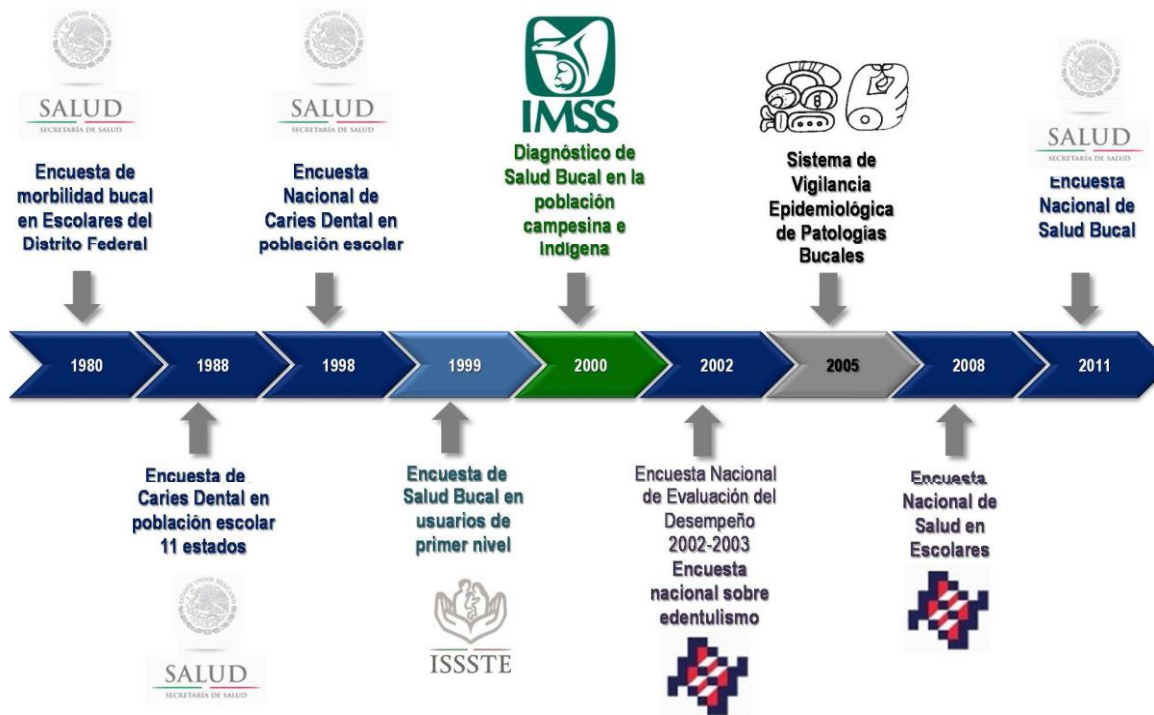 SALUD
SECRETARÍA DE SALUD
Encuesta de
morbilidad bucal
en Escolares del
Distrito Federal
SALUD
SECRETARÍA DE SALUD
Encuesta
Nacional de
Caries Dental en
población escolar
IMSS
Diagnóstico de
Salud Bucal en la
población
campesina e
Indígena
Sistema de
Vigilancia
Epidemiológica
de Patologías
Bucales
SALUD
SECRETARÍA DE SALUD
Encuesta
Nacional de
Salud Bucal
1980
1988
1998
1999
2000
2002
2005
2008
2011
Encuesta de
Caries Dental en
población escolar
11 estados
SALUD
SECRETARÍA DE SALUD
Encuesta de
Salud Bucal en
usuarios de
primer nivel
ISSSTE
Encuesta Nacional
de Evaluación del
Desempeño
2002-2003
Encuesta
nacional sobre
edentulismo
Encuesta
Nacional de
Salud en
Escolares